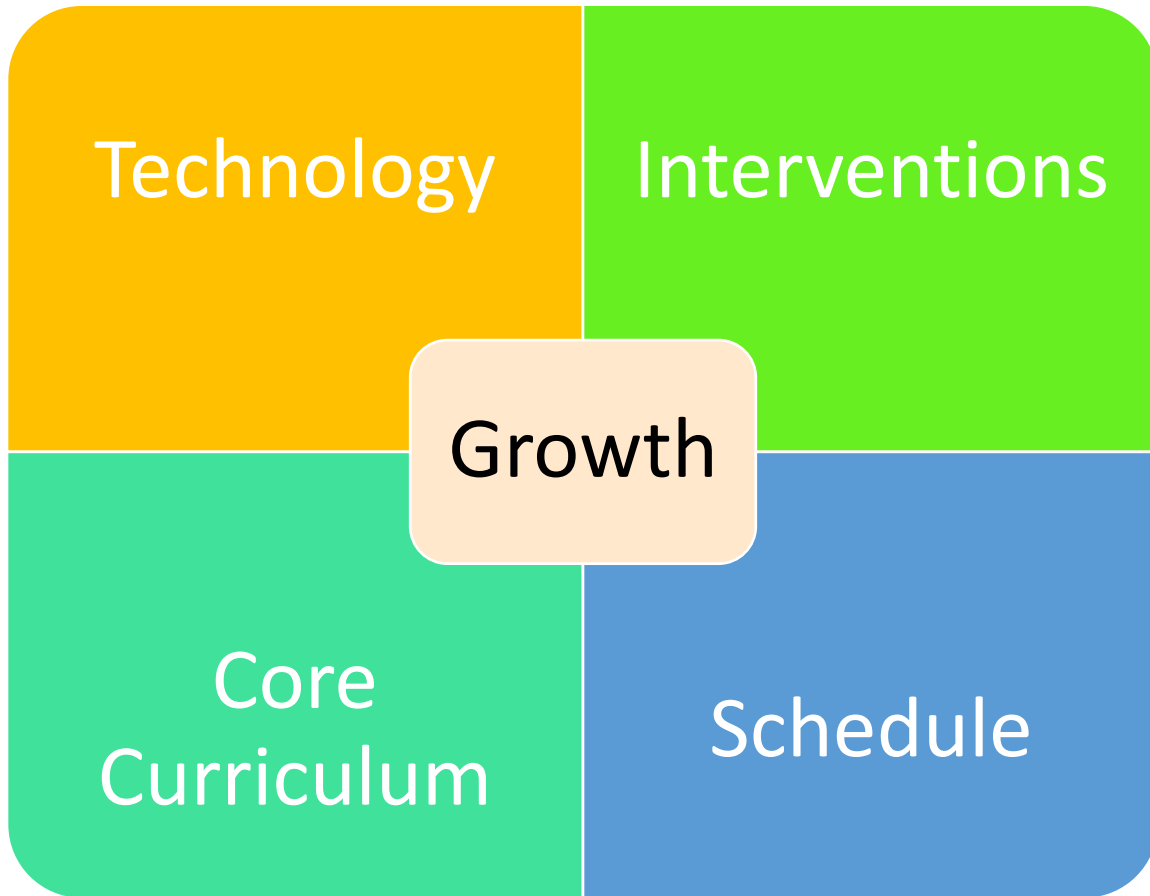 Technology
Interventions
Growth
Core
Curriculum
Schedule